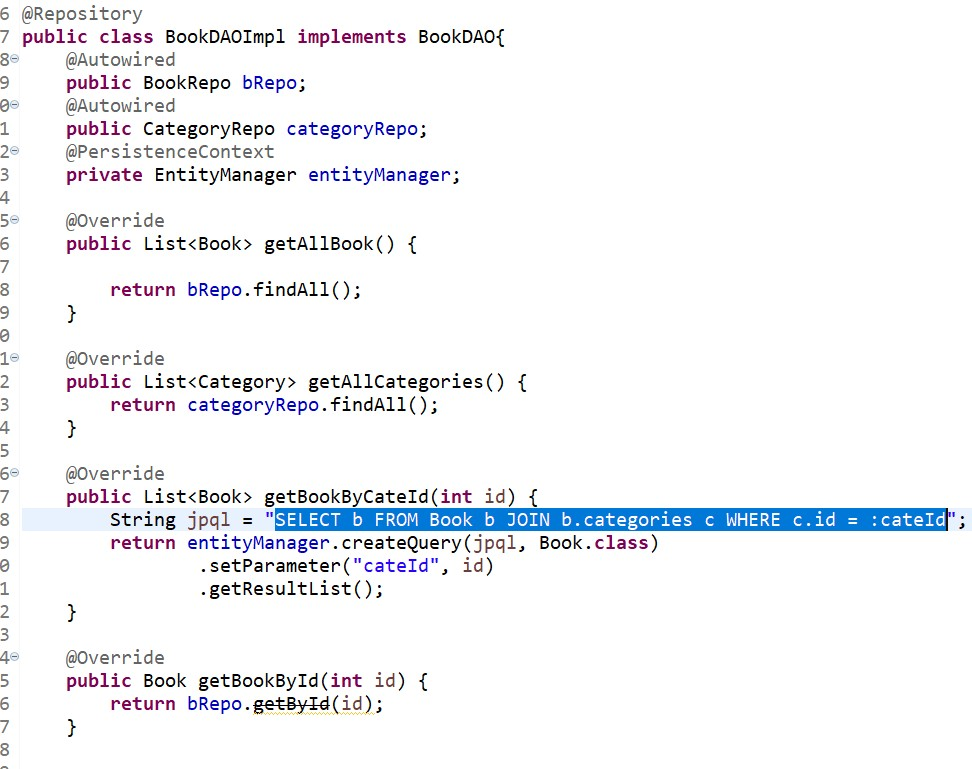 6 @Repository
7 public class BookDAOImpl implements BookDAO{
8 @Autowired
9 public BookRepo bRepo;
0 @Autowired
1 public CategoryRepo categoryRepo;
2 @PersistenceContext
3 private EntityManager entityManager;
4
5 @Override
6 public List<Book> getAllBook() {
7
8 return bRepo.findAll();
9 }
0
1 @Override
2 public List<Category> getAllCategories() {
3 return categoryRepo.findAll();
4 }
5
6 @Override
7 public List<Book> getBookByCateId(int id) {
8 String jpql = "SELECT b FROM Book b JOIN b.categories c WHERE c.id = :cateId";
9 return entityManager.createQuery(jpql, Book.class)
0 .setParameter("cateId", id)
1 .getResultList();
2 }
3
4 @Override
5 public Book getBookById(int id) {
6 return bRepo.getById(id);
7 }
8